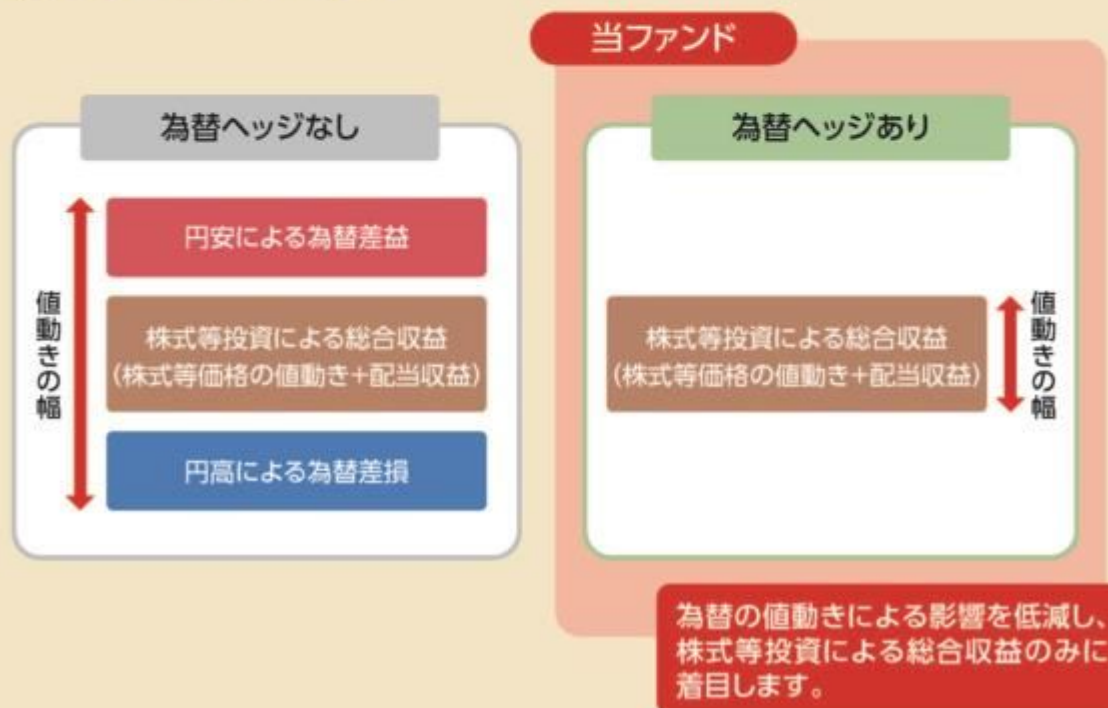 当ファンド
為替ヘッジなし
値動きの幅
円安による為替差益
株式等投資による総合収益
(株式等価格の値動き+配当収益)
円高による為替差損
為替ヘッジあり
株式等投資による総合収益
(株式等価格の値動き+配当収益)
値動きの幅
為替の値動きによる影響を低減し、
株式等投資による総合収益のみに
着目します。